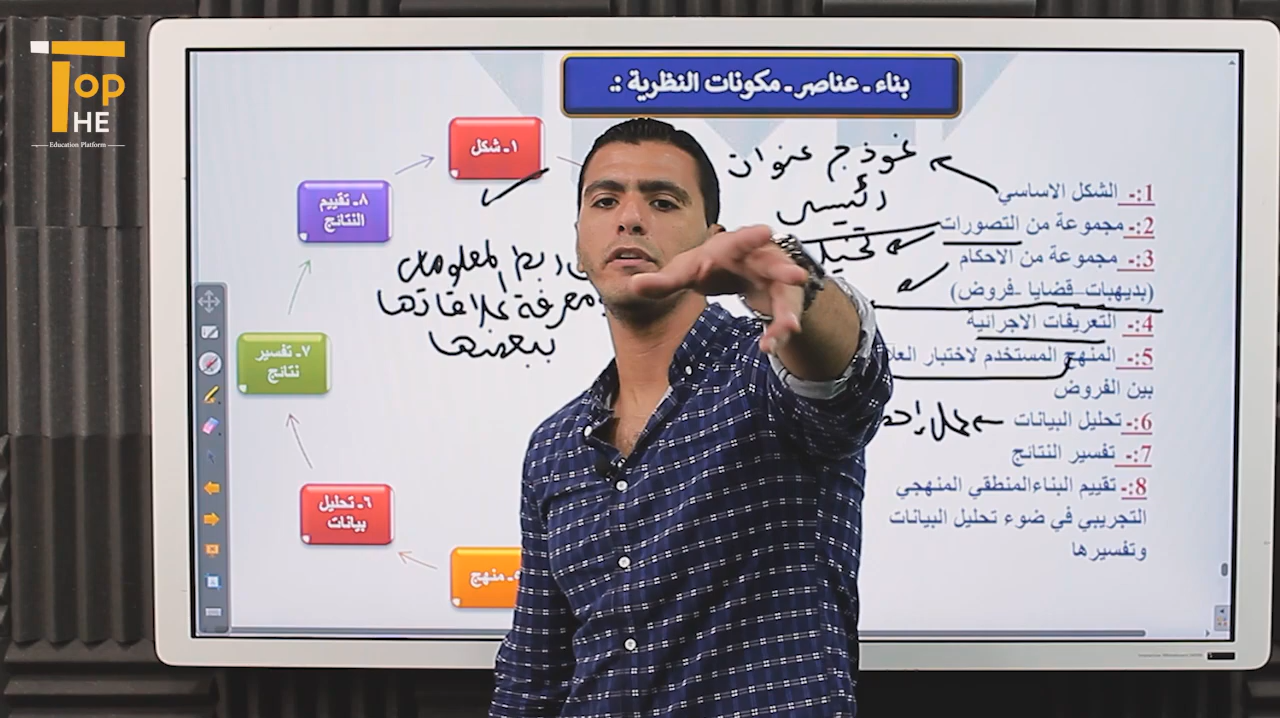 TOP
THE
Education Platform
بناء ـ عناصر ـ مكونات النظرية :.
1:- الشكل الاساسي
2:- مجموعة من التصورات
3:- مجموعة من الاحكام
(بديهيات -قضايا -فروض)
4:- التعريفات الاجرائية
5:- المنهج المستخدم لاختبار
بين الفروض
6:- تحليل البيانات
7:- تفسير النتائج
8:- تقييم البناءالمنطقي المنهجي
التجريبي في ضوء تحليل البيانات
وتفسيرها
نموذج عنوان
رئيسي
ربط المعلومات
معرفة علاقاتها
ببعضها
١ـ شكل
٨ـ تقييم
النتائج
٧ـ تفسير
نتائج
٦ـ تحليل
بيانات
٥ـ منهج